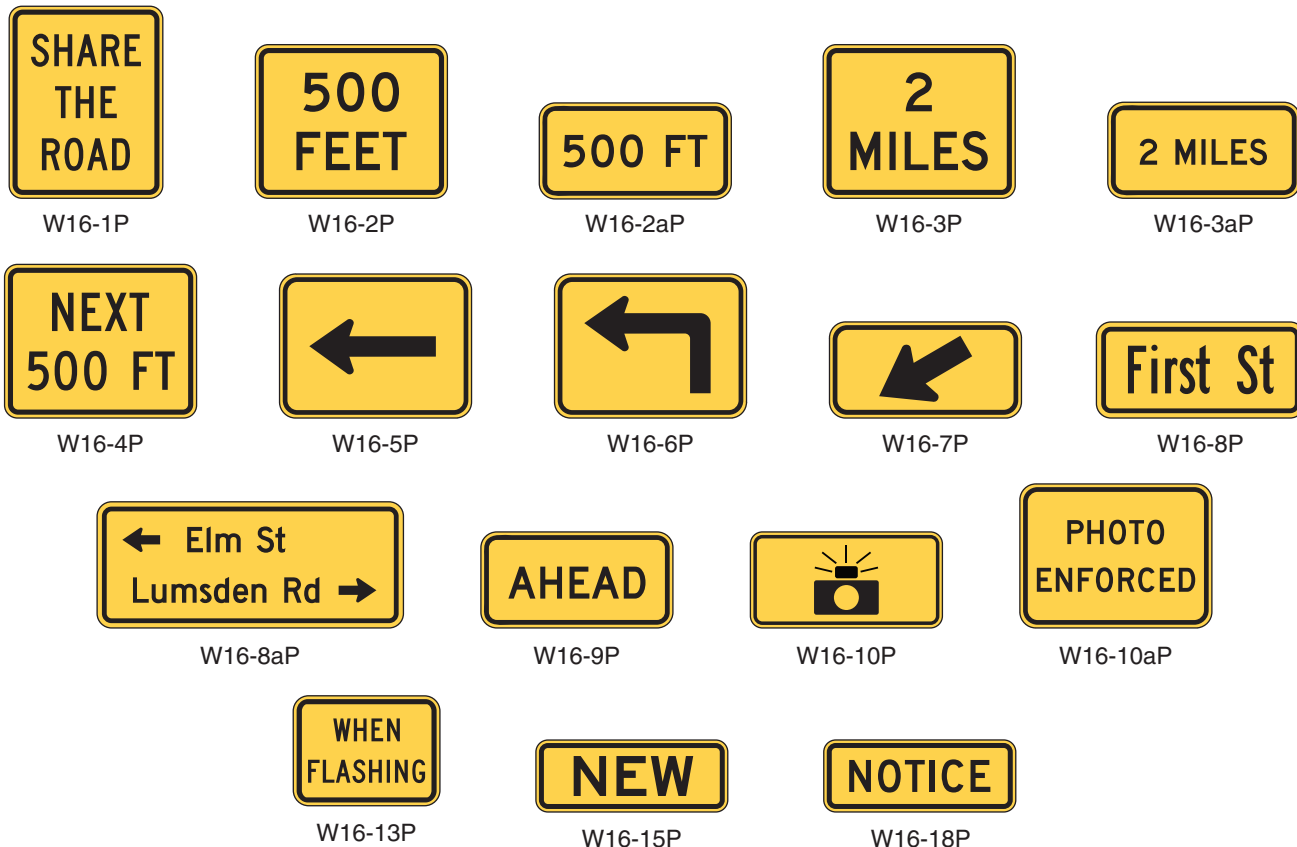 SHARE
THE
ROAD
W16-1P
500
FEET
W16-2P
500 FT
W16-2aP
2
MILES
W16-3P
2 MILES
W16-3aP
NEXT
500 FT
W16-4P
W16-5P
W16-6P
W16-7P
First St
W16-8P
Elm St
Lumsden Rd
W16-8aP
AHEAD
W16-9P
W16-10P
PHOTO
ENFORCED
W16-10aP
WHEN
FLASHING
W16-13P
NEW
W16-15P
NOTICE
W16-18P